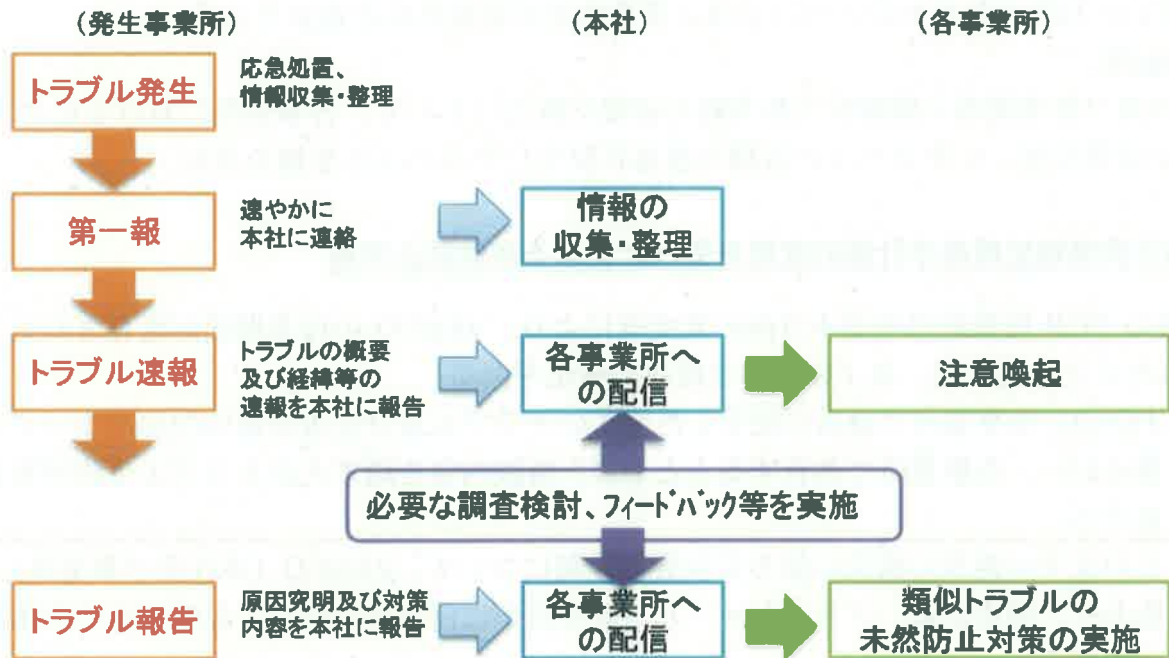 (発生事業所)
(本社)
(各事業所)
トラブル発生
応急処置、
情報収集・整理
第一報
速やかに
本社に連絡
情報の
収集・整理
トラブル速報
トラブルの概要
及び経緯等の
速報を本社に報告
各事業所へ
の配信
注意喚起
必要な調査検討、フィードバック等を実施
トラブル報告
原因究明及び対策
内容を本社に報告
各事業所へ
の配信
類似トラブルの
未然防止対策の実施